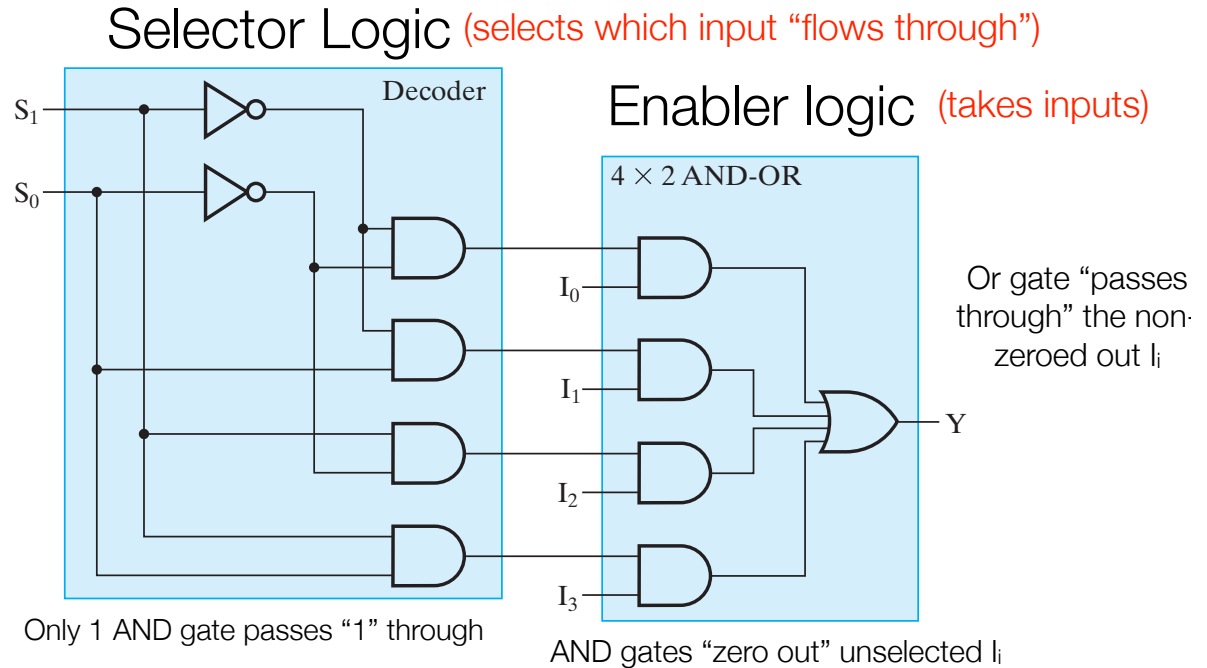 Selector Logic (selects which input “flows through”)
Decoder
Enabler logic (takes inputs)
S₁
4 × 2 AND-OR
S₀
Or gate “passes
through” the non-
zeroed out Iᵢ
I₀
I₁
Y
I₂
I₃
Only 1 AND gate passes “1” through
AND gates “zero out” unselected Iᵢ